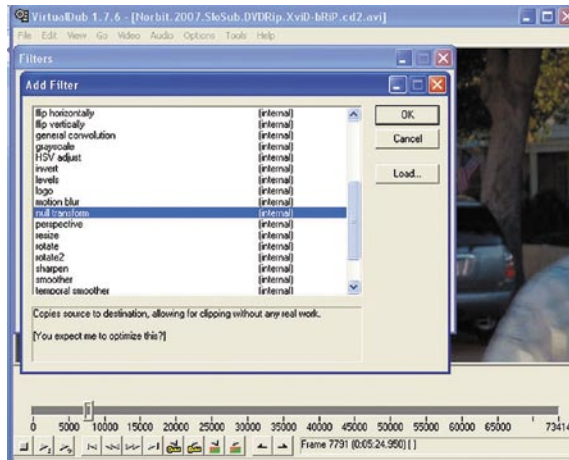 VirtualDub 1.7.6 - [Norbit.2007.SloSub.DVDRip.XviD-bRiP.cd2.avi]
File Edit View Go Video Audio Options Tools Help
Filters
Add Filter
flip horizontally (internal)
flip vertically (internal)
general convolution (internal)
grayscale (internal)
HSV adjust (internal)
invert (internal)
levels (internal)
logo (internal)
motion blur (internal)
null transform (internal)
perspective (internal)
resize (internal)
rotate (internal)
rotate2 (internal)
sharpen (internal)
smoother (internal)
temporal smoother (internal)
OK
Cancel
Load...
Copies source to destination, allowing for clipping without any real work.
[You expect me to optimize this?]
0 5000 10000 15000 20000 25000 30000 35000 40000 45000 50000 55000 60000 65000 73414
Frame 7791 (0:05:24.950) [ ]